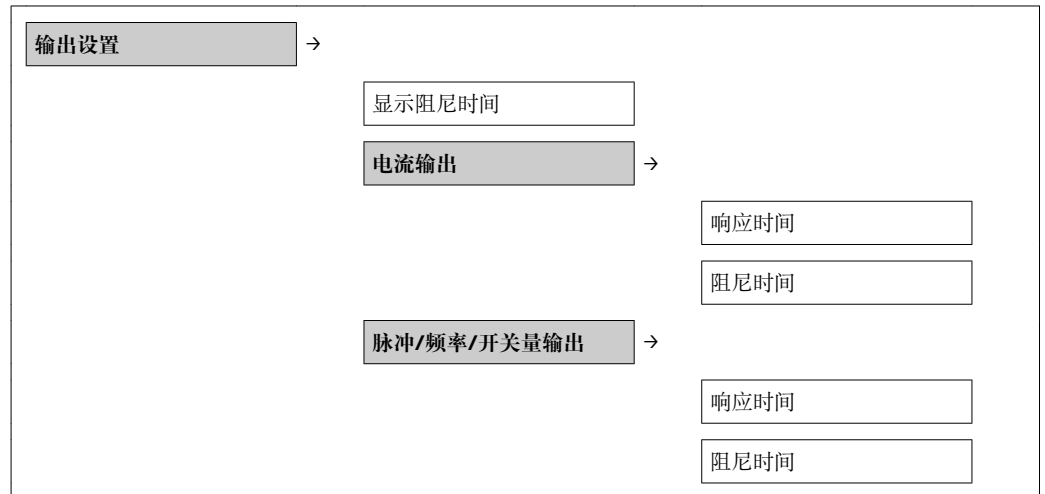 输出设置 →
显示阻尼时间
电流输出 →
响应时间
阻尼时间
脉冲/频率/开关量输出 →
响应时间
阻尼时间